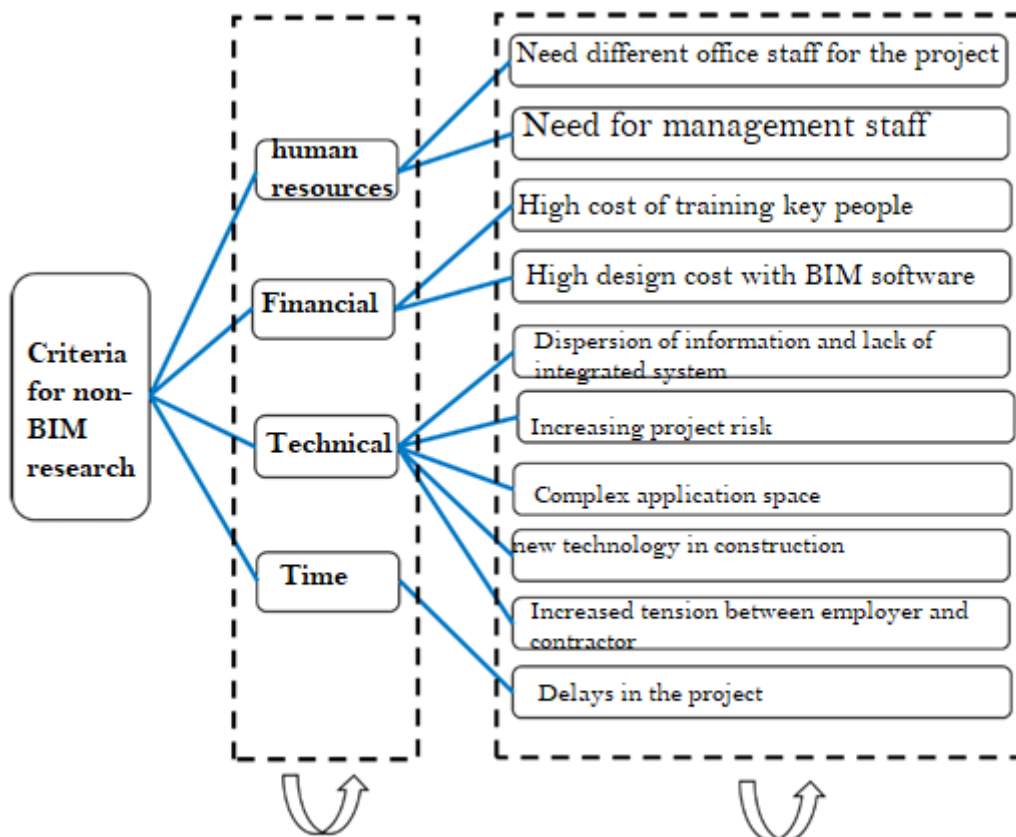 Criteria
for non-
BIM
research
human
resources
Financial
Technical
Time
Need different office staff for the project
Need for management staff
High cost of training key people
High design cost with BIM software
Dispersion of information and lack of
integrated system
Increasing project risk
Complex application space
new technology in construction
Increased tension between employer and
contractor
Delays in the project